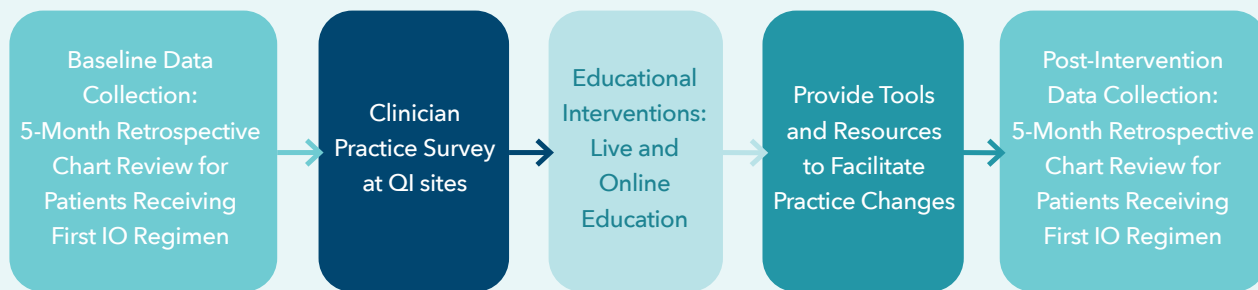 Baseline Data
Collection:
5-Month Retrospective
Chart Review for
Patients Receiving
First IO Regimen
Clinician
Practice Survey
at QI sites
Educational
Interventions:
Live and
Online
Education
Provide Tools
and Resources
to Facilitate
Practice Changes
Post-Intervention
Data Collection:
5-Month Retrospective
Chart Review for
Patients Receiving
First IO Regimen